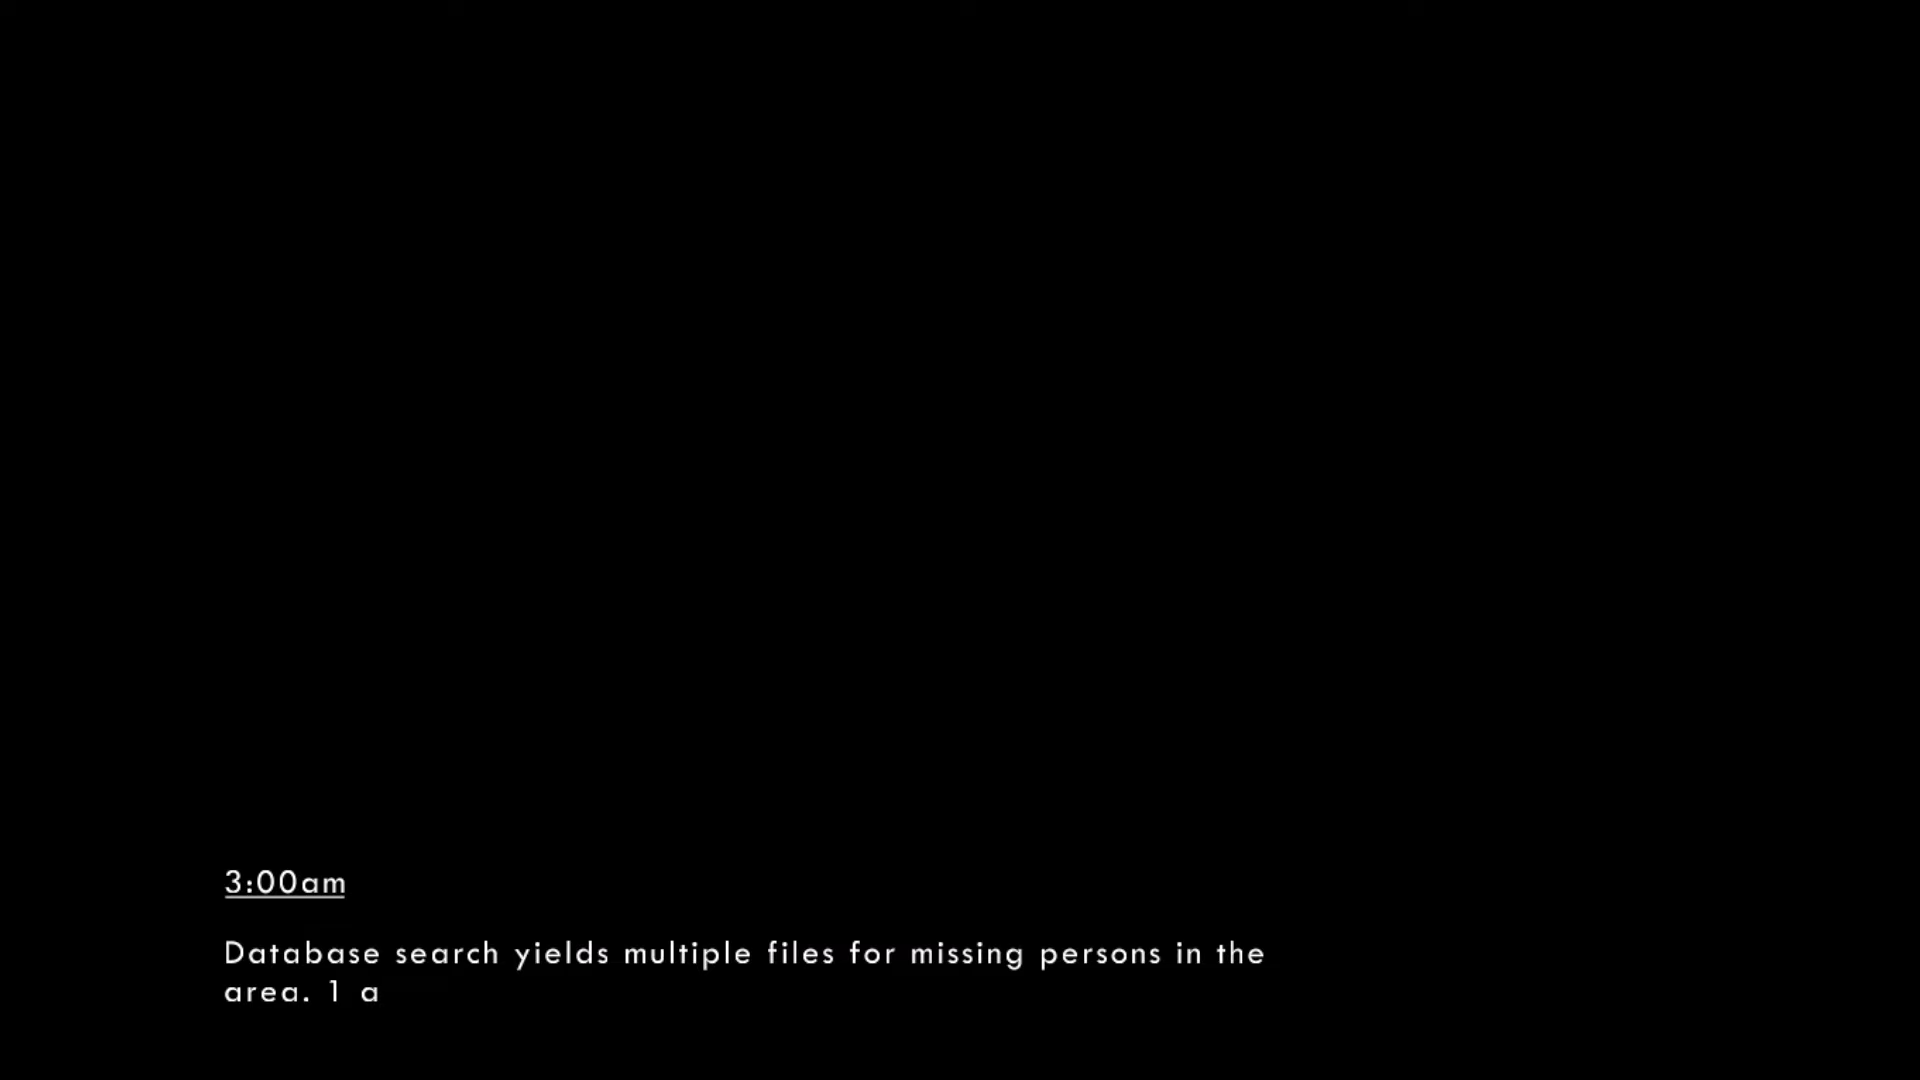 3:00am
Database search yields multiple files for missing persons in the
area. 1 a